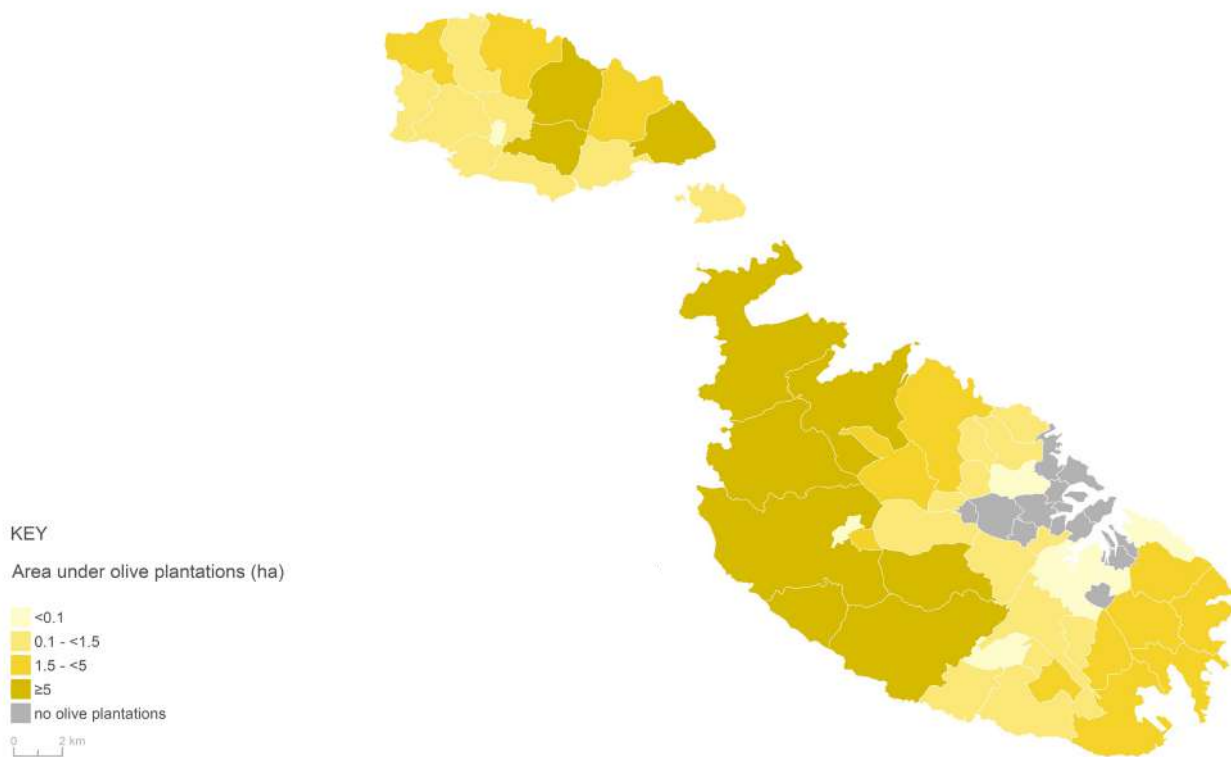 KEY
Area under olive plantations (ha)
<0.1
0.1 - <1.5
1.5 - <5
≥5
no olive plantations
0 2 km